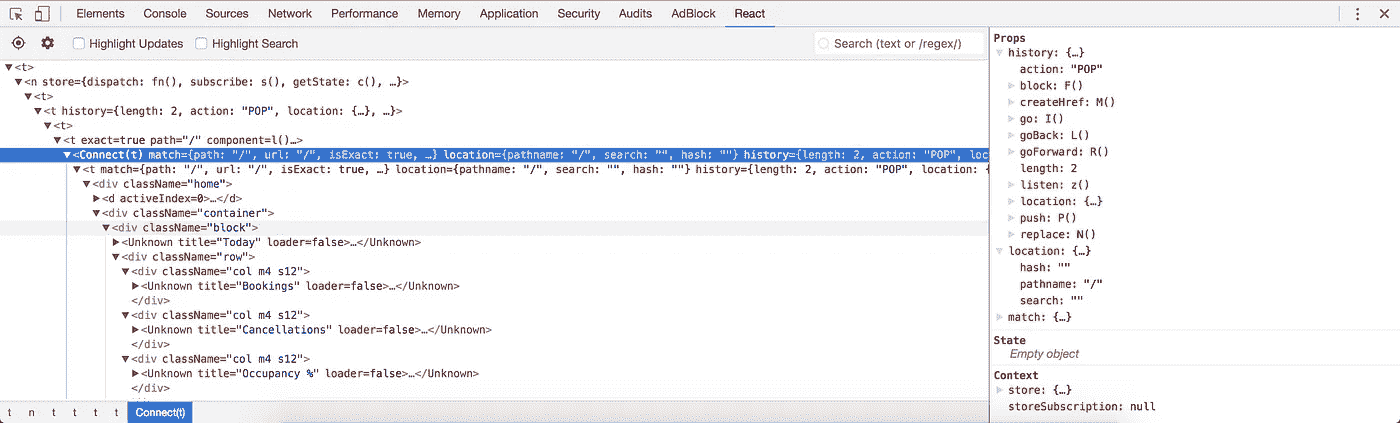 Elements Console Sources Network Performance Memory Application Security Audits AdBlock React
Highlight Updates Highlight Search Search (text or /regex/)
▼<t>
▼<n store={dispatch: fn(), subscribe: s(), getState: c(), …}>
▼<t>
▼<t history={length: 2, action: "POP", location: {…}, …}>
▼<t>
▼<t exact=true path="/" component=l()…>
▼<Connect(t) match={path: "/", url: "/", isExact: true, …} location={pathname: "/", search: "", hash: ""} history={length: 2, action: "POP", loc
▼<t match={path: "/", url: "/", isExact: true, …} location={pathname: "/", search: "", hash: ""} history={length: 2, action: "POP", location: {
▼<div className="home">
▶<d activeIndex=0>…</d>
▼<div className="container">
▼<div className="block">
▶<Unknown title="Today" loader=false>…</Unknown>
▼<div className="row">
▼<div className="col m4 s12">
▶<Unknown title="Bookings" loader=false>…</Unknown>
</div>
▼<div className="col m4 s12">
▶<Unknown title="Cancellations" loader=false>…</Unknown>
</div>
▼<div className="col m4 s12">
▶<Unknown title="Occupancy %" loader=false>…</Unknown>
</div>
t n t t t t Connect(t)
Props
▼ history: {…}
action: "POP"
▶ block: F()
▶ createHref: M()
▶ go: I()
▶ goBack: L()
▶ goForward: R()
length: 2
▶ listen: z()
▶ location: {…}
▶ push: P()
▶ replace: N()
▼ location: {…}
hash: ""
pathname: "/"
search: ""
▶ match: {…}
State
Empty object
Context
▶ store: {…}
storeSubscription: null